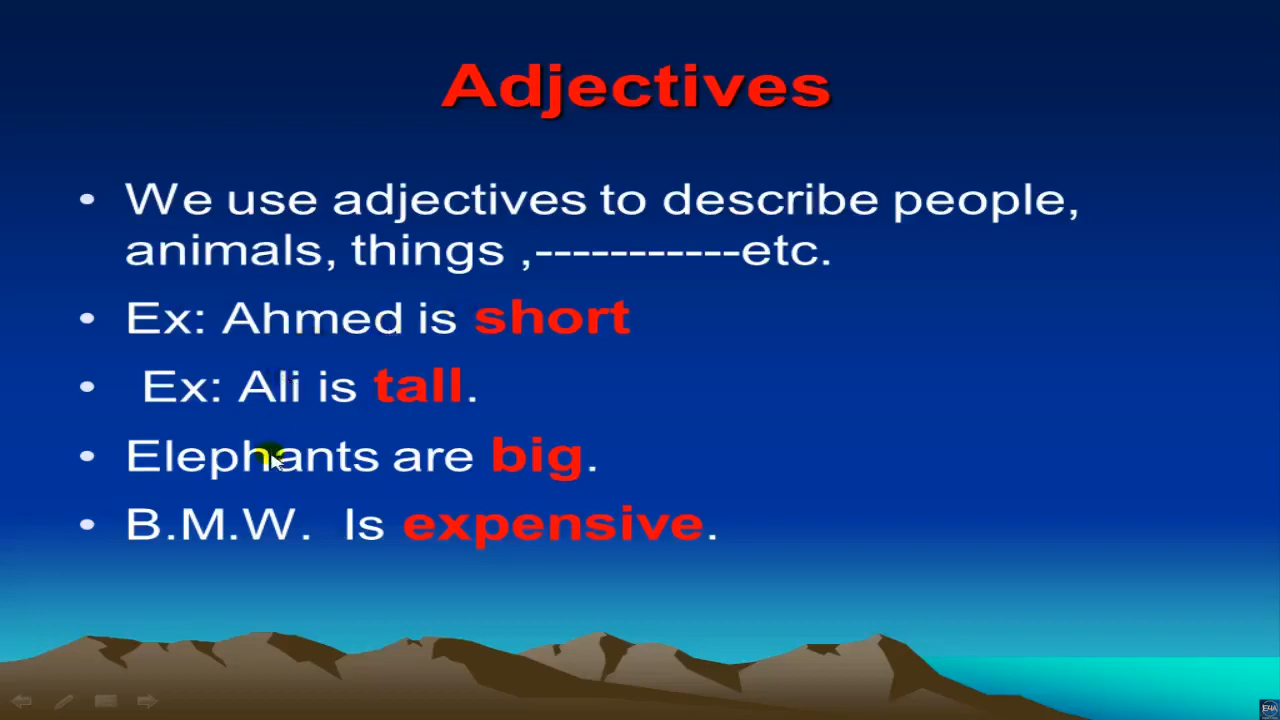 Adjectives
• We use adjectives to describe people,
animals, things ,-----------etc.
• Ex: Ahmed is short
• Ex: Ali is tall.
• Elephants are big.
• B.M.W.  Is expensive.